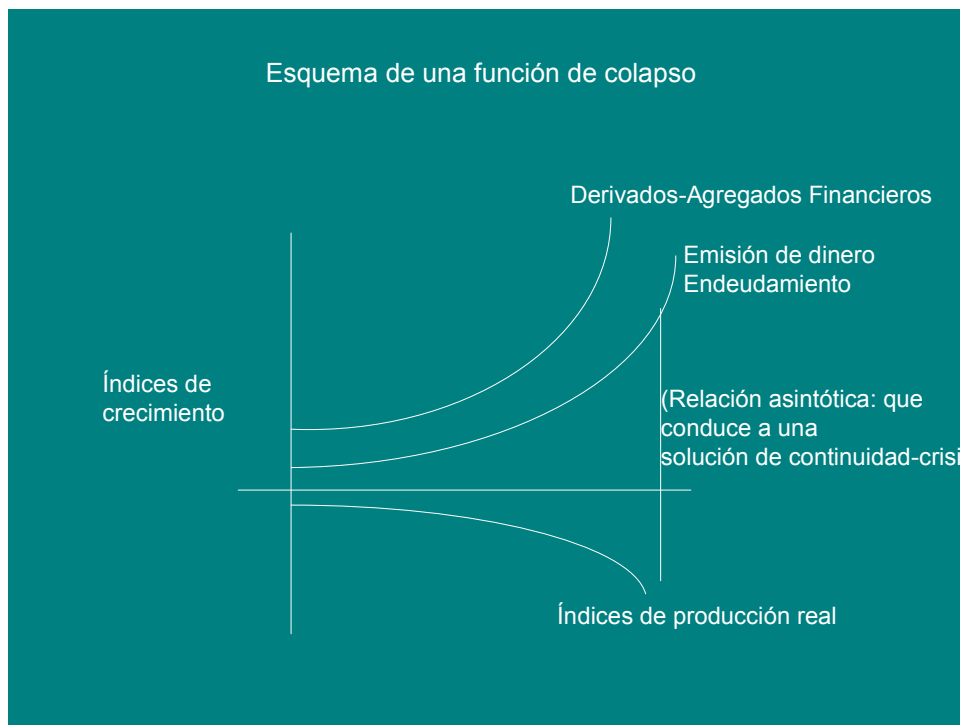 Esquema de una función de colapso
Derivados-Agregados Financieros
Emisión de dinero
Endeudamiento
Índices de
crecimiento
(Relación asintótica: que
conduce a una
solución de continuidad-crisi
Índices de producción real